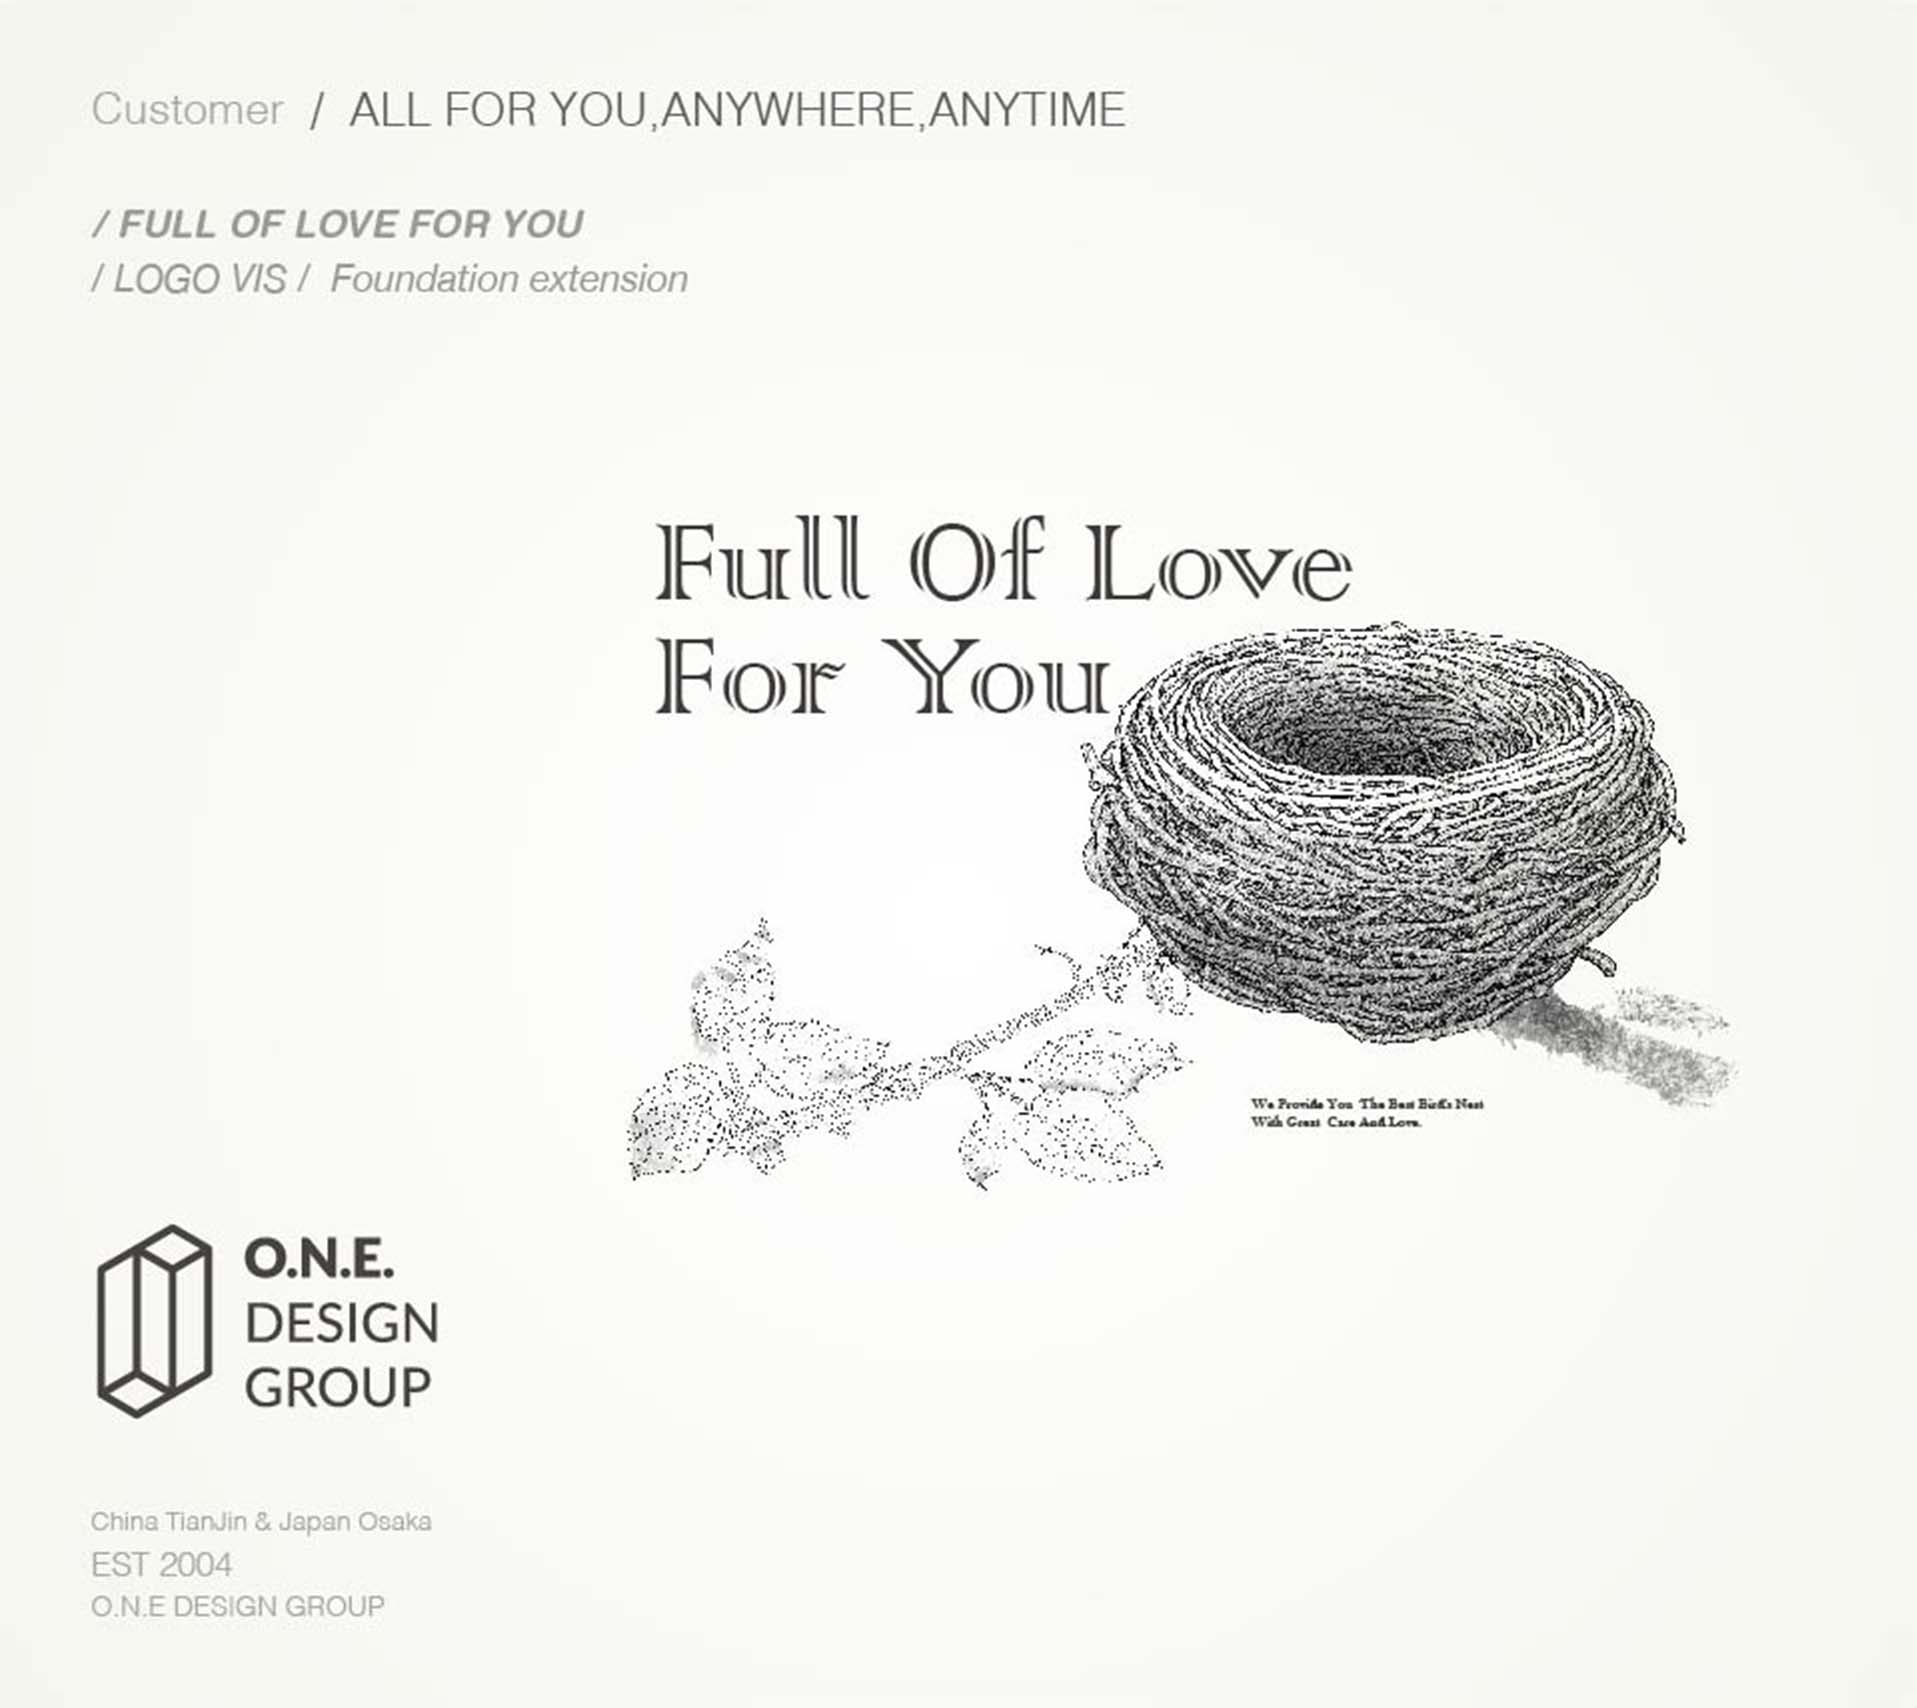 Customer / ALL FOR YOU,ANYWHERE,ANYTIME
/ FULL OF LOVE FOR YOU
/ LOGO VIS / Foundation extension
Full Of Love
For You
We Provide You The Best Bird's Nest
With Great Care And Love.
O.N.E.
DESIGN
GROUP
China TianJin & Japan Osaka
EST 2004
O.N.E DESIGN GROUP